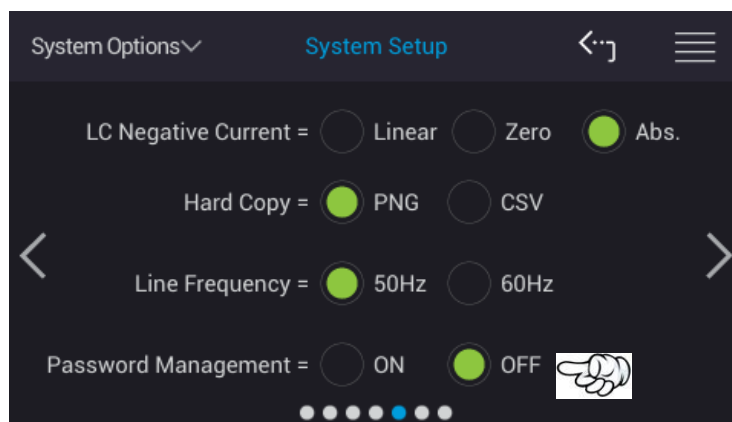 System Options System Setup
LC Negative Current = Linear Zero Abs.
Hard Copy = PNG CSV
Line Frequency = 50Hz 60Hz
Password Management = ON OFF